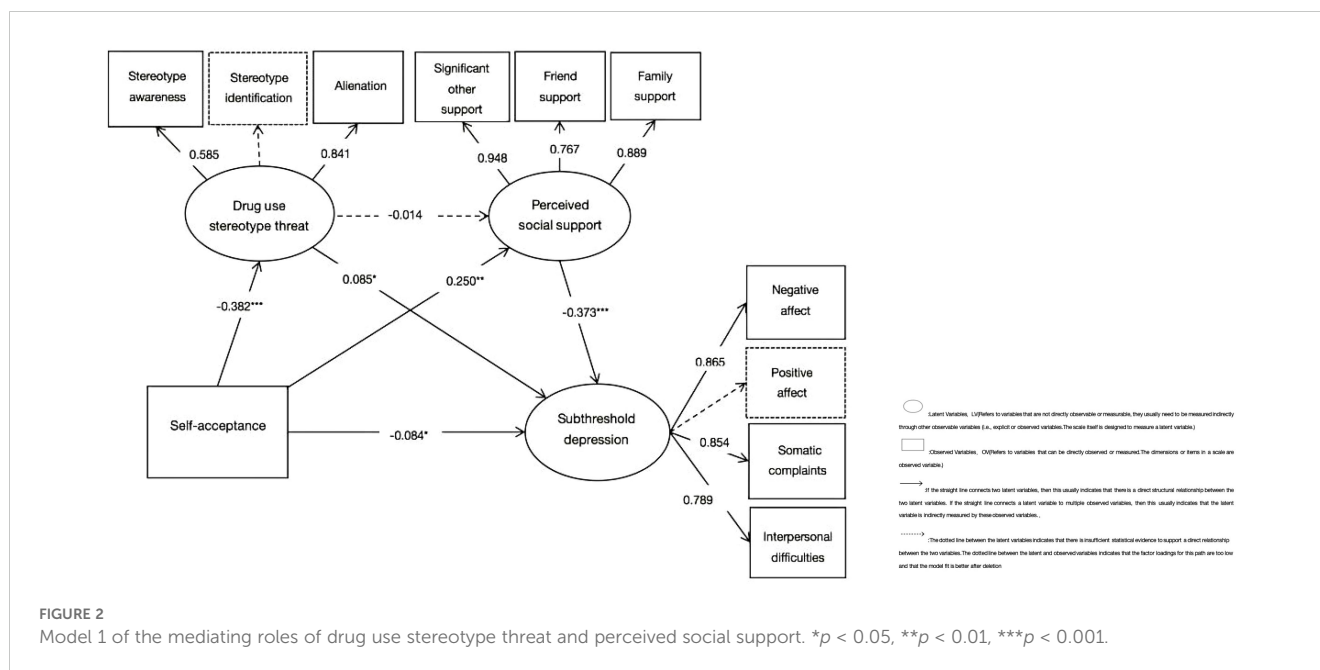 Stereotype
awareness
Stereotype
identification
Alienation
Significant
other
support
Friend
support
Family
support
0.585
0.841
0.948
0.767
0.889
Drug use
stereotype threat
-0.014
Perceived
social support
-0.382***
0.085*
0.250**
-0.373***
Negative
affect
0.865
Positive
affect
Self-acceptance
-0.084*
Subthreshold
depression
0.854
Somatic
complaints
0.789
Interpersonal
difficulties
:Latent Variables, LV(Refers to variables that are not directly observable or measurable, they usually need to be measured indirectly
through other observable variables (i.e., explicit or observed variables.The scale itself is designed to measure a latent variable.)
:Observed Variables, OV(Refers to variables that can be directly observed or measured.The dimensions or items in a scale are
observed variable.)
:If the straight line connects two latent variables, then this usually indicates that there is a direct structural relationship between the
two latent variables. If the straight line connects a latent variable to multiple observed variables, then this usually indicates that the latent
variable is indirectly measured by these observed variables.,
:The dotted line between the latent variables indicates that there is insufficient statistical evidence to support a direct relationship
between the two variables.The dotted line between the latent and observed variables indicates that the factor loadings for this path are too low
and that the model fit is better after deletion
FIGURE 2
Model 1 of the mediating roles of drug use stereotype threat and perceived social support. *p < 0.05, **p < 0.01, ***p < 0.001.